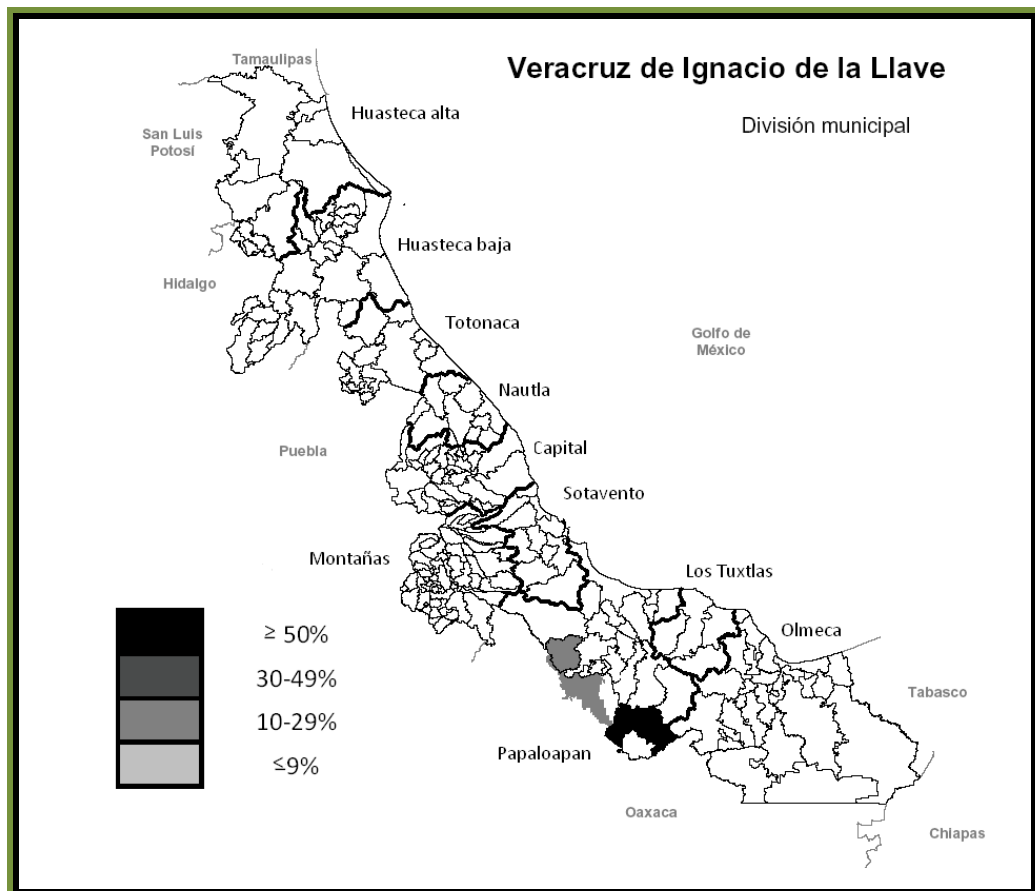 Veracruz de Ignacio de la Llave
División municipal
Tamaulipas
Huasteca alta
San Luis
Potosí
Huasteca baja
Hidalgo
Totonaca
Golfo de
México
Nautla
Puebla
Capital
Sotavento
Montañas
Los Tuxtlas
Olmeca
≥ 50%
30-49%
10-29%
≤9%
Tabasco
Papaloapan
Oaxaca
Chiapas